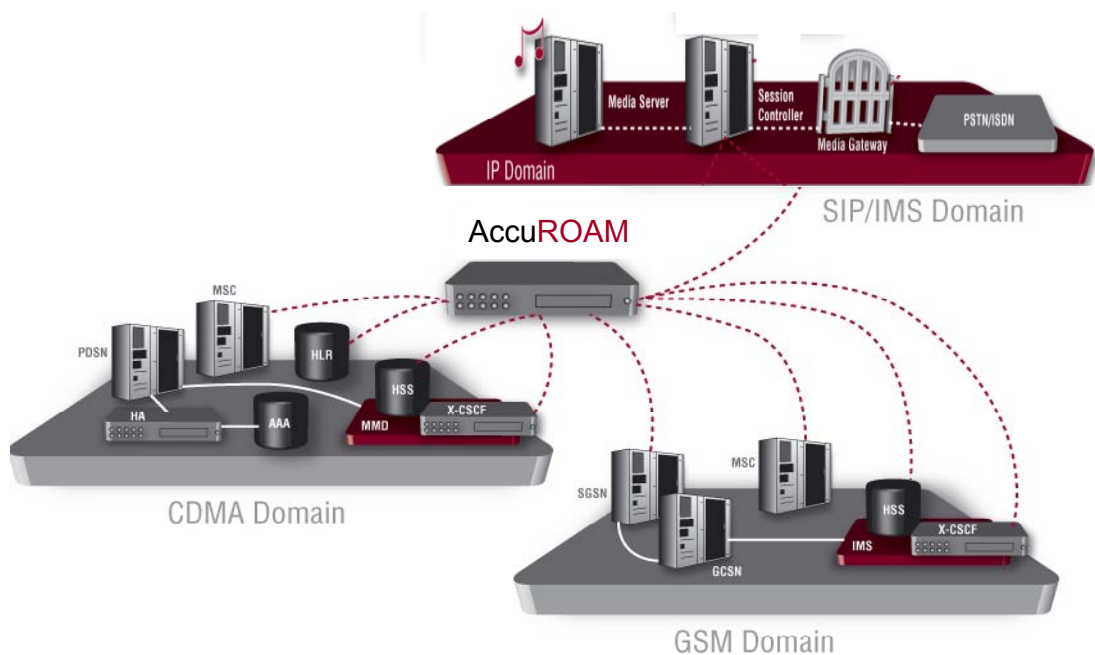 Media Server
Session
Controller
Media Gateway
PSTN/ISDN
IP Domain
SIP/IMS Domain
AccuROAM
MSC
PDSN
HLR
HSS
X-CSCF
HA
AAA
MMD
CDMA Domain
MSC
SGSN
HSS
X-CSCF
IMS
GCSN
GSM Domain